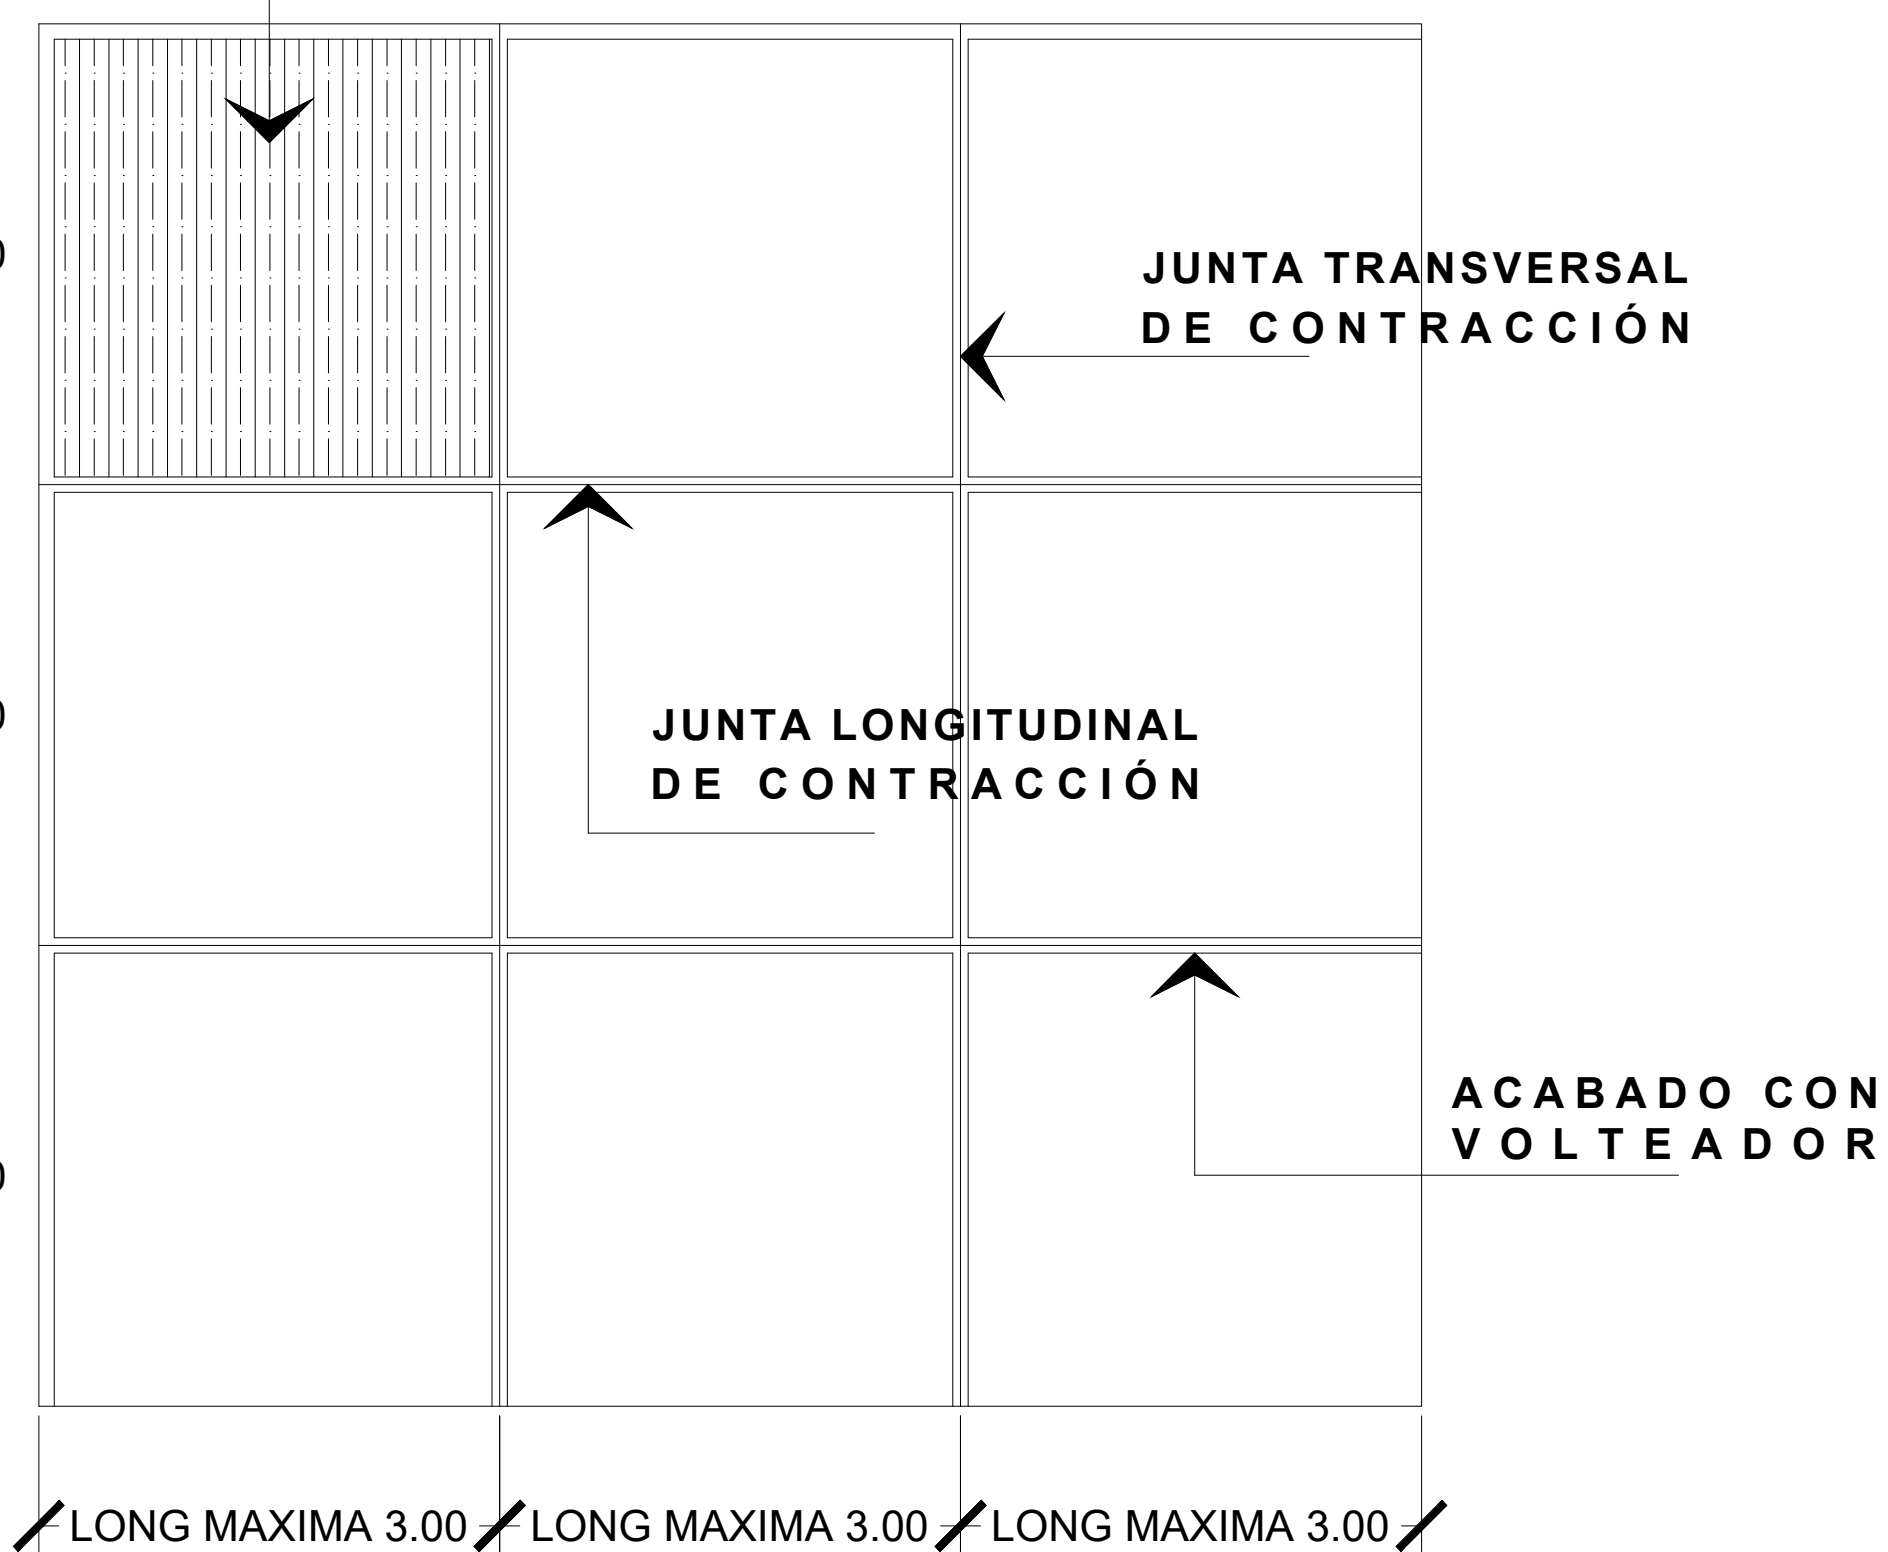 JUNTA TRANSVERSAL
DE CONTRACCIÓN
JUNTA LONGITUDINAL
DE CONTRACCIÓN
ACABADO CON
VOLTEADOR
LONG MAXIMA 3.00 LONG MAXIMA 3.00 LONG MAXIMA 3.00